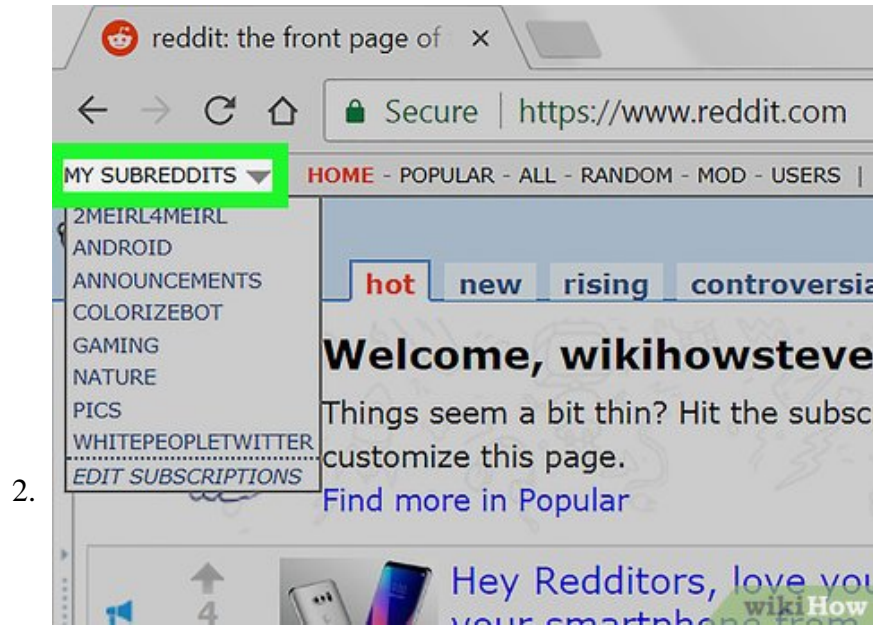 reddit: the front page of
Secure | https://www.reddit.com
MY SUBREDDITS HOME - POPULAR - ALL - RANDOM - MOD - USERS |
2MEIRL4MEIRL
ANDROID
ANNOUNCEMENTS
COLORIZEBOT
GAMING
NATURE
PICS
WHITEPEOPLETWITTER
EDIT SUBSCRIPTIONS
hot new rising controversia
Welcome, wikihowsteve
Things seem a bit thin? Hit the subsc
customize this page.
Find more in Popular
2.
Hey Redditors, love you
4
your smartphone from
wikiHow